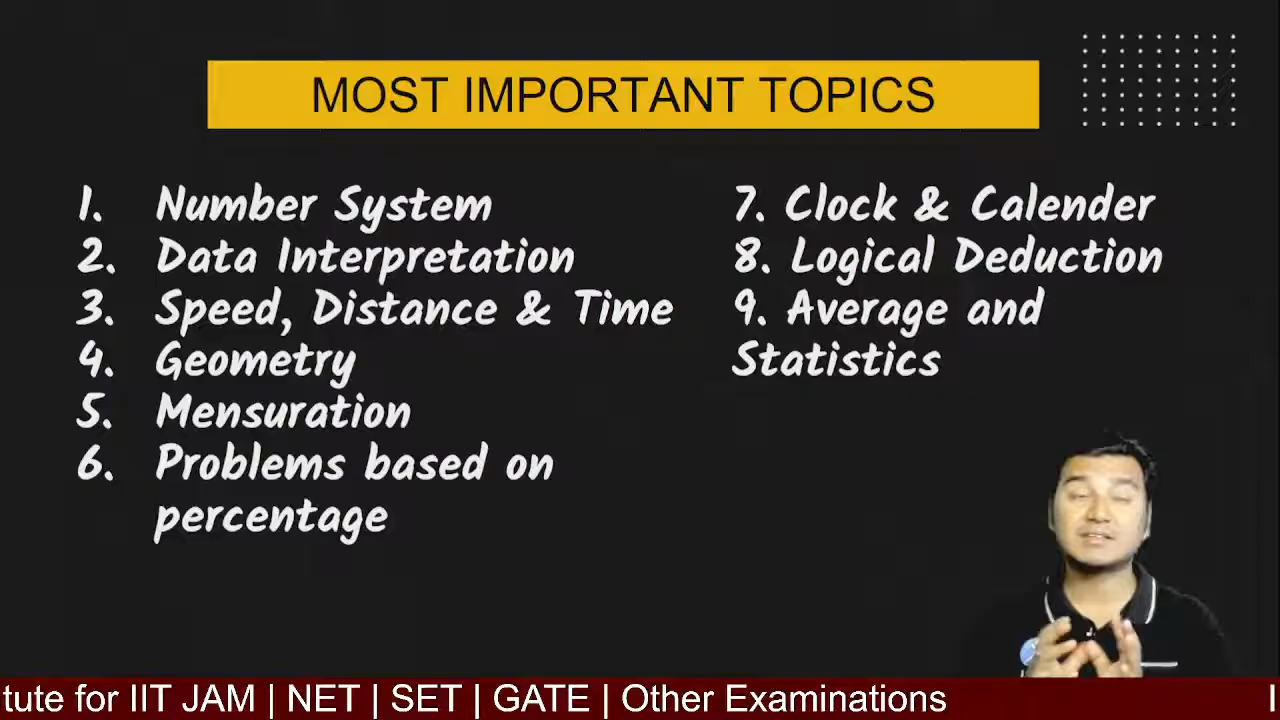 MOST IMPORTANT TOPICS
1. Number System
2. Data Interpretation
3. Speed, Distance & Time
4. Geometry
5. Mensuration
6. Problems based on
percentage
7. Clock & Calender
8. Logical Deduction
9. Average and
Statistics
tute for IIT JAM | NET | SET | GATE | Other Examinations
I